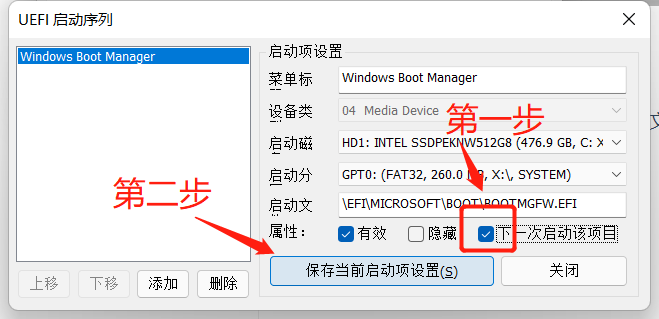 UEFI 启动序列
Windows Boot Manager
启动项设置
菜单标
Windows Boot Manager
设备类
04 Media Device
第一步
启动磁
HD1: INTEL SSDPEKNW512G8 (476.9 GB, C: X
启动分
GPT0: (FAT32, 260.0 B, X:\, SYSTEM)
第二步
启动文
\EFI\MICROSOFT\BOOT\BOOTMGFW.EFI
属性:
有效
隐藏
下一次启动该项目
上移
下移
添加
删除
保存当前启动项设置(S)
关闭